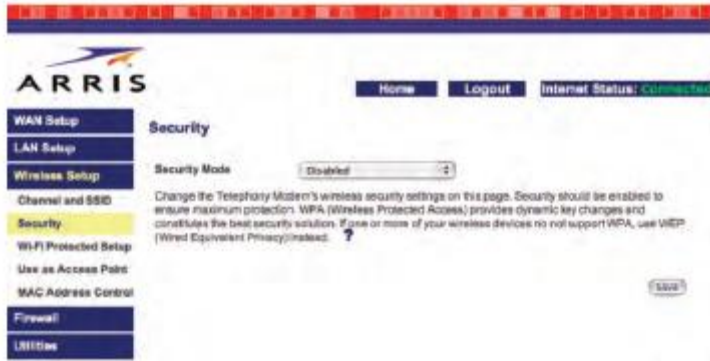 ARRIS
Home
Logout
Internet Status: Connected
WAN Setup
LAN Setup
Wireless Setup
Channel and SSID
Security
Wi-Fi Protected Setup
Use as Access Point
MAC Address Control
Firewall
Utilities
Security
Security Mode
Disabled
Change the Telephony Modem's wireless security settings on this page. Security should be enabled to
ensure maximum protection. WPA (Wireless Protected Access) provides dynamic key changes and
constitutes the best security solution. If one or more of your wireless devices do not support WPA, use WEP
(Wired Equivalent Privacy) instead. ?
Save